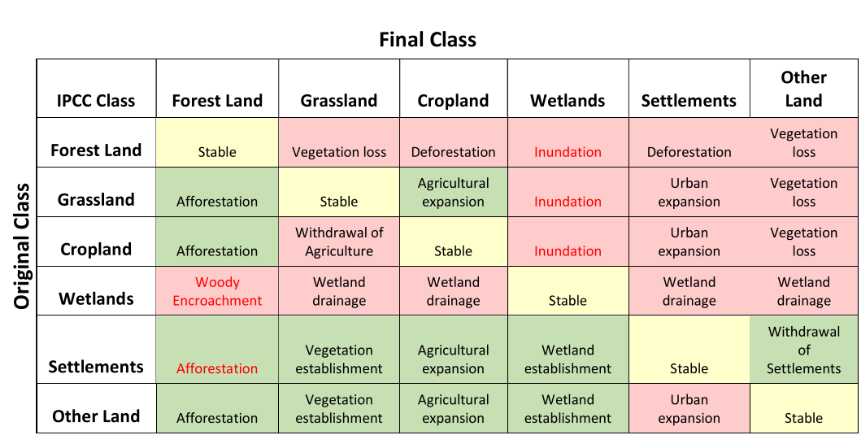 Final Class
Original Class
IPCC Class Forest Land Grassland Cropland Wetlands Settlements Other
Land
Forest Land Stable Vegetation loss Deforestation Inundation Deforestation Vegetation
loss
Grassland Afforestation Stable Agricultural
expansion Inundation Urban
expansion Vegetation
loss
Cropland Afforestation Withdrawal of
Agriculture Stable Inundation Urban
expansion Vegetation
loss
Wetlands Woody
Encroachment Wetland
drainage Wetland
drainage Stable Wetland
drainage Wetland
drainage
Settlements Afforestation Vegetation
establishment Agricultural
expansion Wetland
establishment Stable Withdrawal
of
Settlements
Other Land Afforestation Vegetation
establishment Agricultural
expansion Wetland
establishment Urban
expansion Stable